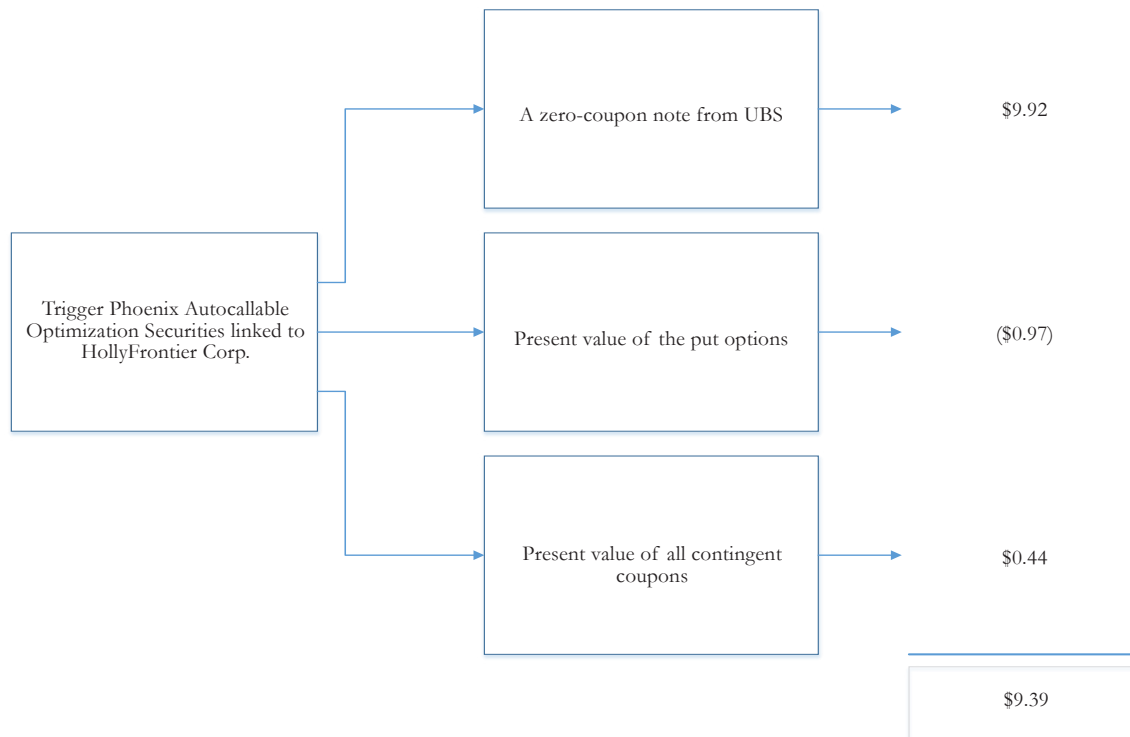 A zero-coupon note from UBS
$9.92
Trigger Phoenix Autocallable
Optimization Securities linked to
HollyFrontier Corp.
Present value of the put options
($0.97)
Present value of all contingent
coupons
$0.44
$9.39